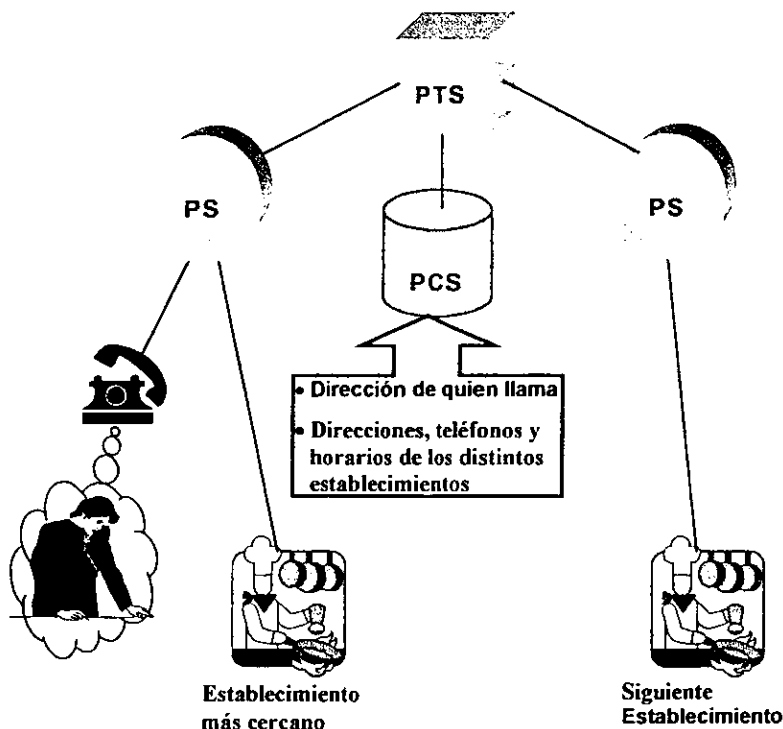 PTS
PS
PS
PCS
• Dirección de quien llama
• Direcciones, teléfonos y
horarios de los distintos
establecimientos
Establecimiento
más cercano
Siguiente
Establecimiento